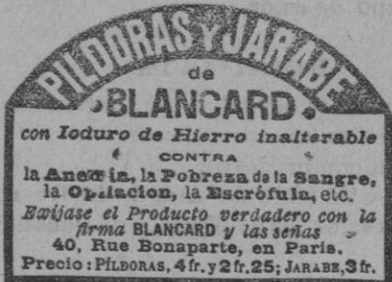 PILDORAS Y JARABE
de
BLANCARD
con Ioduro de Hierro inalterable
CONTRA
la Anemia, la Pobreza de la Sangre,
la Opilacion, la Escrófula, etc.
Exijase el Producto verdadero con la
firma BLANCARD y las señas
40, Rue Bonaparte, en Paris.
Precio: PÍLDORAS, 4 fr. y 2 fr. 25; JARABE, 3 fr.